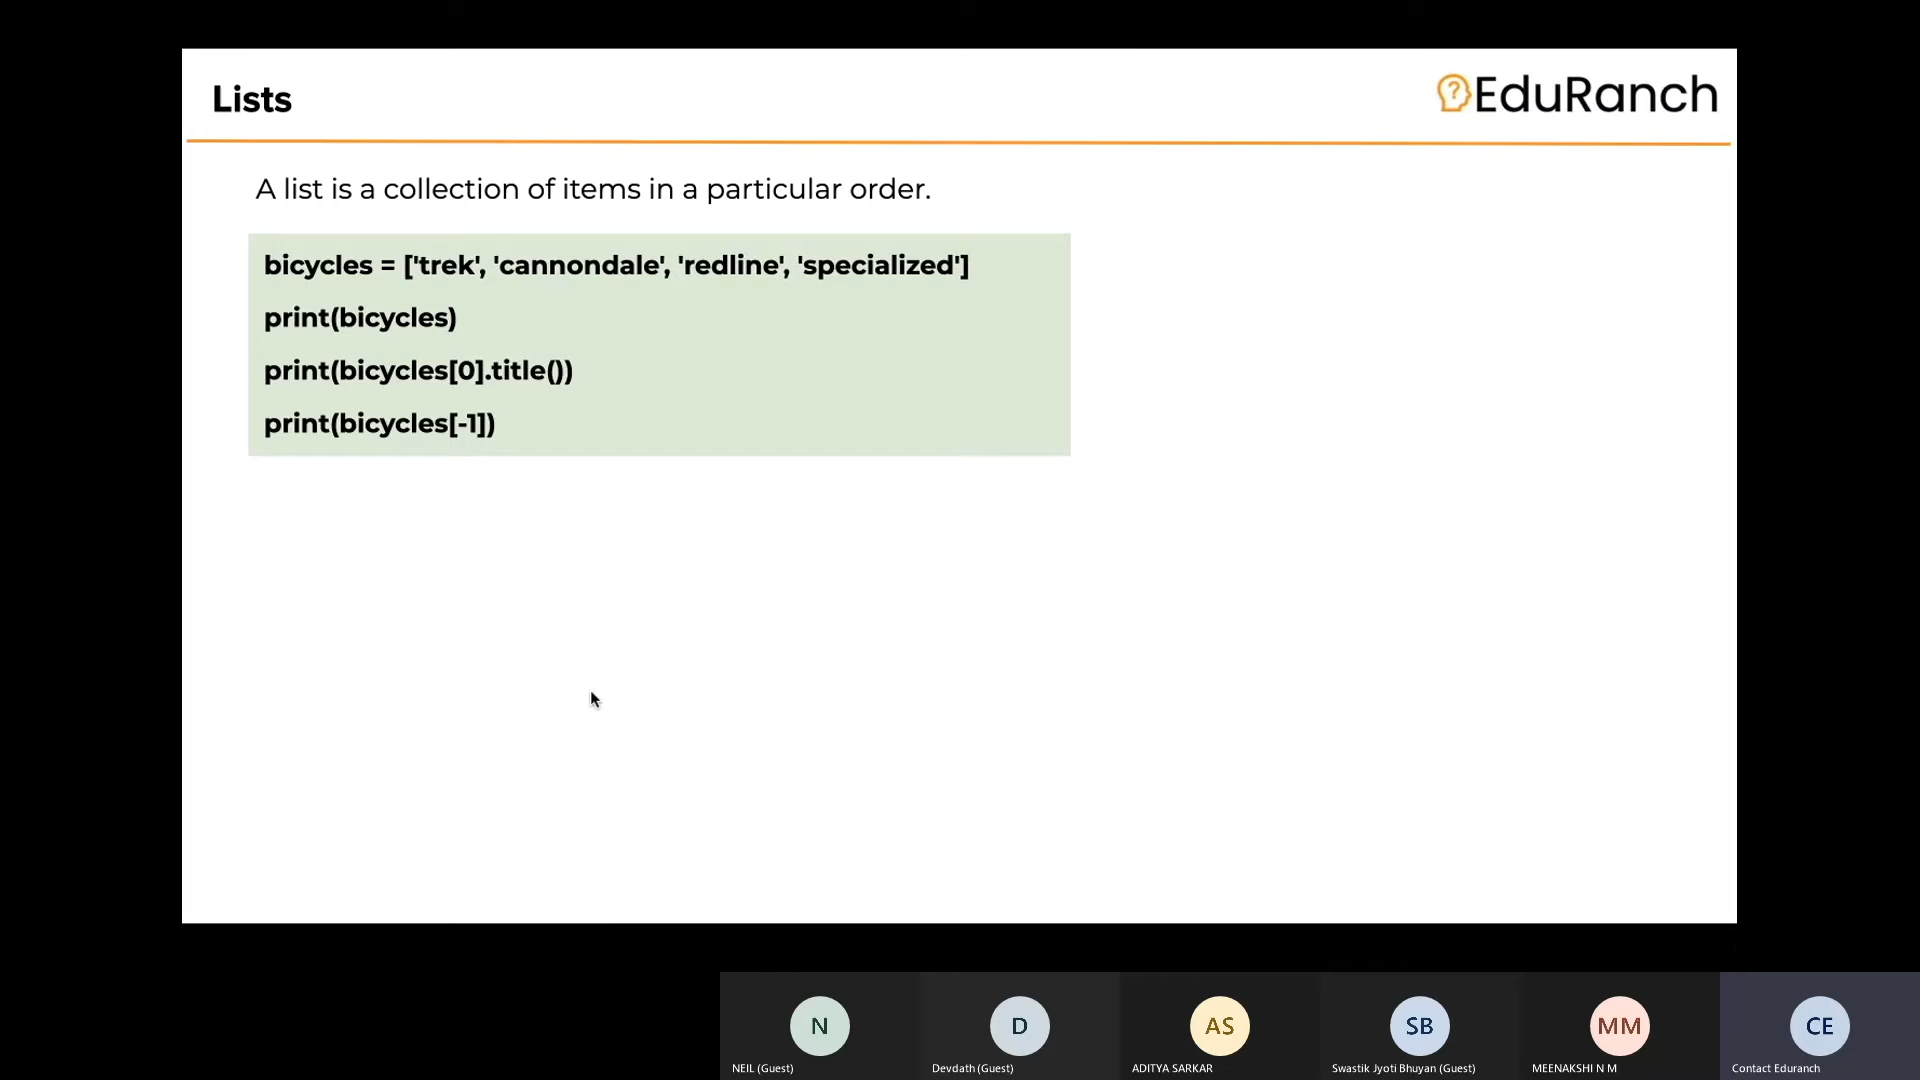 Lists
EduRanch
A list is a collection of items in a particular order.
bicycles = ['trek', 'cannondale', 'redline', 'specialized']
print(bicycles)
print(bicycles[0].title())
print(bicycles[-1])
N
D
AS
SB
MM
CE
NEIL (Guest)
Devdath (Guest)
ADITYA SARKAR
Swastik Jyoti Bhuyan (Guest)
MEENAKSHI N M
Contact Eduranch